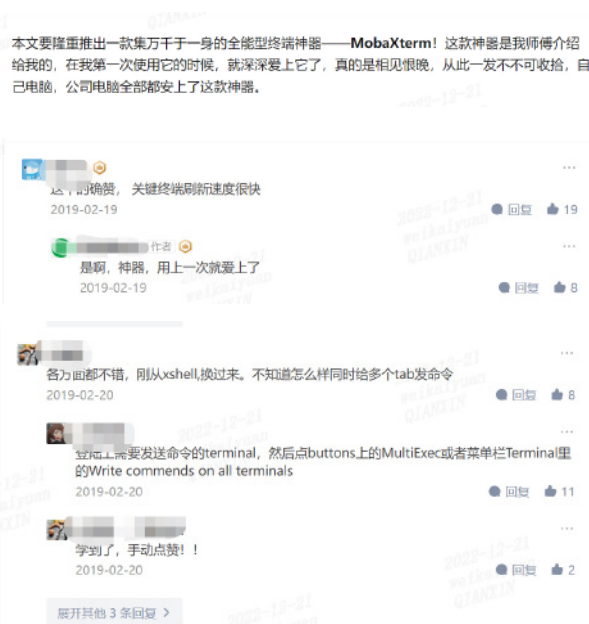 本文要隆重推出一款集万千于一身的全能型终端神器——MobaXterm！这款神器是我师傅介绍
给我的，在我第一次使用它的时候，就深深爱上它了，真的是相见恨晚，从此一发不不可收拾，自
己电脑，公司电脑全部都安上了这款神器。
这个的确赞， 关键终端刷新速度很快
2019-02-19
回复 19
作者
是啊，神器，用上一次就爱上了
2019-02-19
回复 8
各方面都不错，刚从xshell,换过来。不知道怎么样同时给多个tab发命令
2019-02-20
回复 8
登陆上需要发送命令的terminal，然后点buttons上的MultiExec或者菜单栏Terminal里
的Write commends on all terminals
2019-02-20
回复 11
学到了，手动点赞！！
2019-02-20
回复 2
展开其他 3 条回复 >
2022-12-21
weikaiyuan
QIANXIN